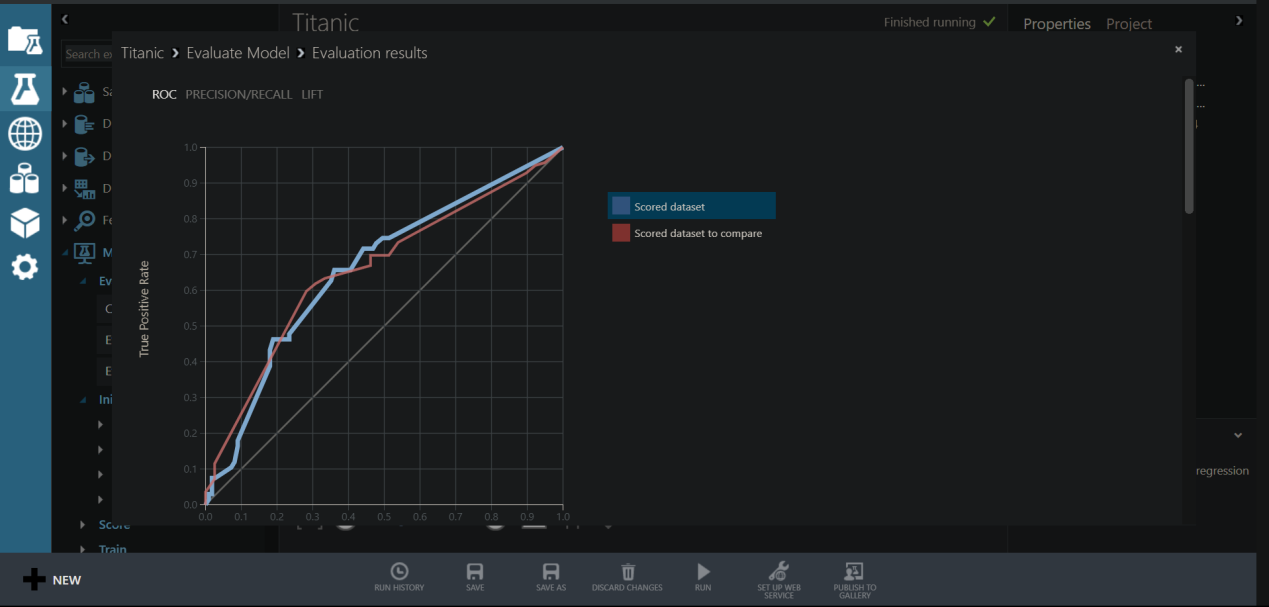 Titanic
Finished running
Properties Project
Search
Titanic > Evaluate Model > Evaluation results
ROC PRECISION/RECALL LIFT
1.0
0.9
0.8
0.7
0.6
0.5
0.4
0.3
0.2
0.1
0.0
True Positive Rate
0.0 0.1 0.2 0.3 0.4 0.5 0.6 0.7 0.8 0.9 1.0
Scored dataset
Scored dataset to compare
regression
Score
Train
NEW
RUN HISTORY
SAVE
SAVE AS
DISCARD CHANGES
RUN
SET UP WEB
SERVICE
PUBLISH TO
GALLERY